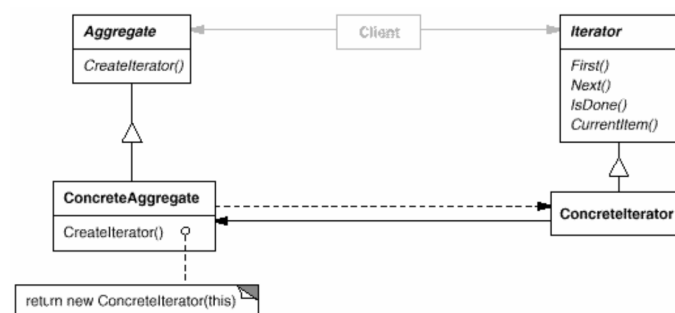 Aggregate
Client
Iterator
CreateIterator()
First()
Next()
IsDone()
CurrentItem()
ConcreteAggregate
CreateIterator()
ConcreteIterator
return new ConcreteIterator(this)